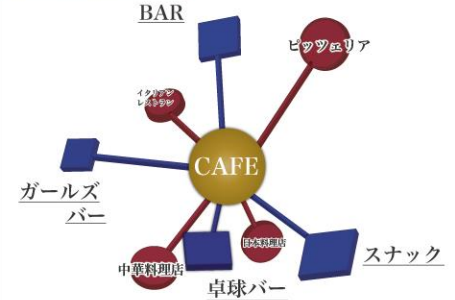 BAR
ピッツェリア
イタリアン
レストラン
CAFE
ガールズ
バー
日本料理店
スナック
中華料理店
卓球バー